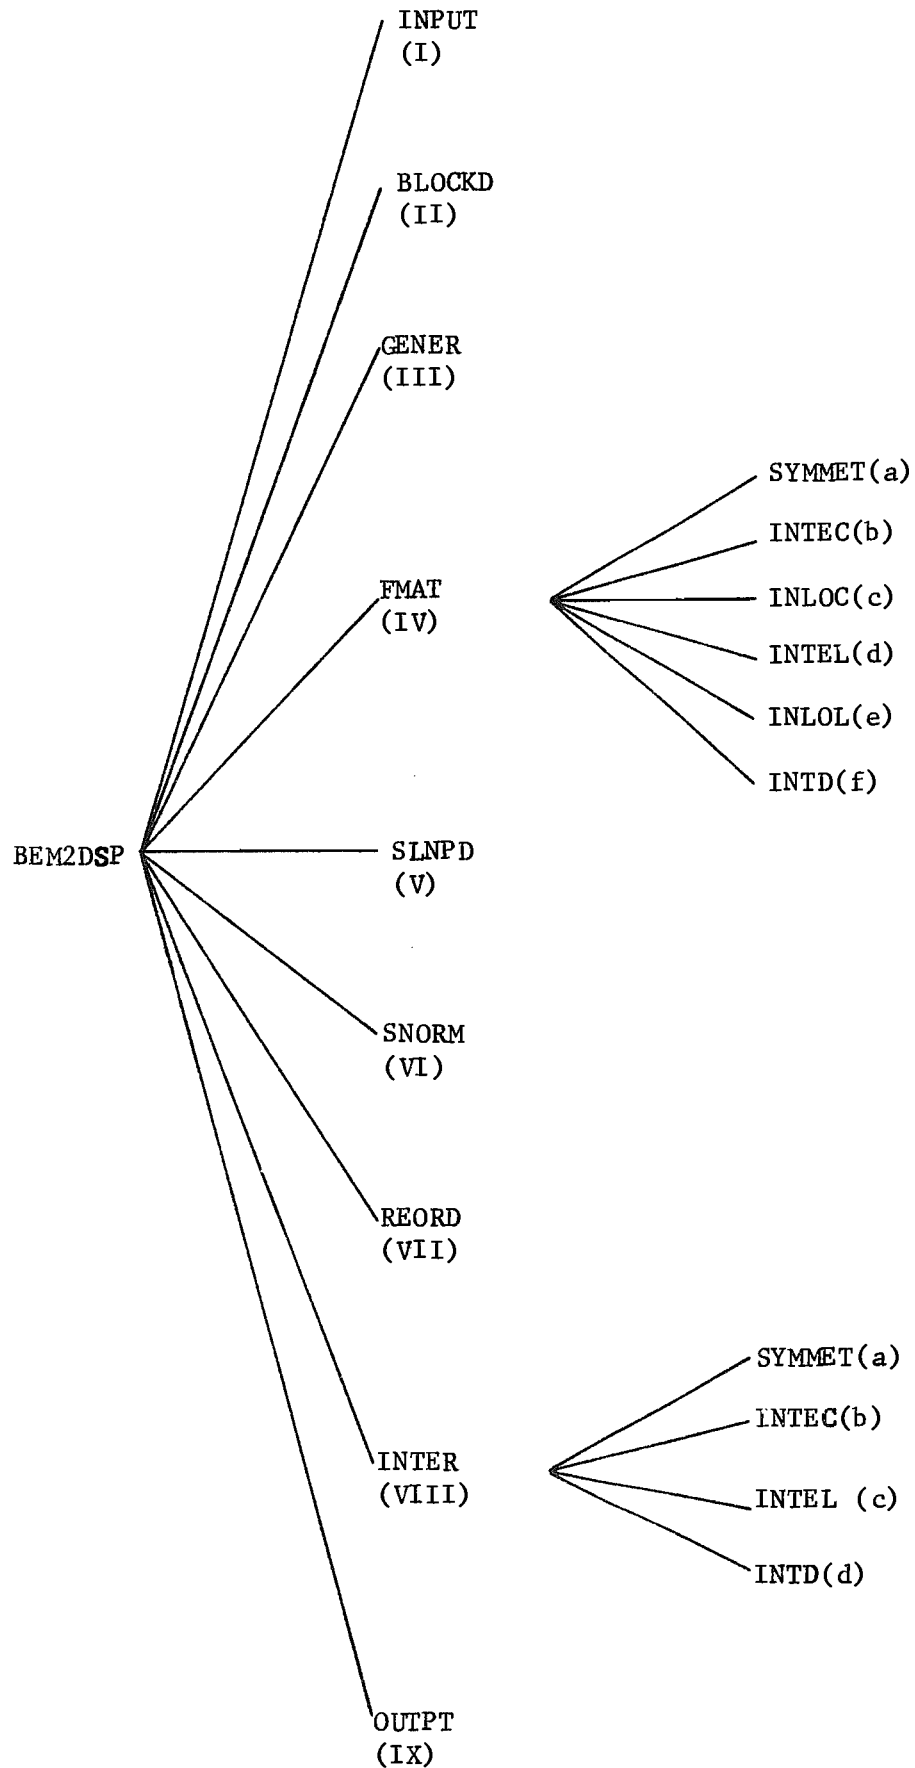 INPUT
(I)
BLOCKD
(II)
GENER
(III)
SYMMET(a)
INTEC(b)
FMAT
(IV)
INLOC(c)
INTEL(d)
INLOL(e)
INTD(f)
BEM2DSP
SLNPD
(V)
SNORM
(VI)
REORD
(VII)
SYMMET(a)
INTEC(b)
INTER
(VIII)
INTEL (c)
INTD(d)
OUTPT
(IX)